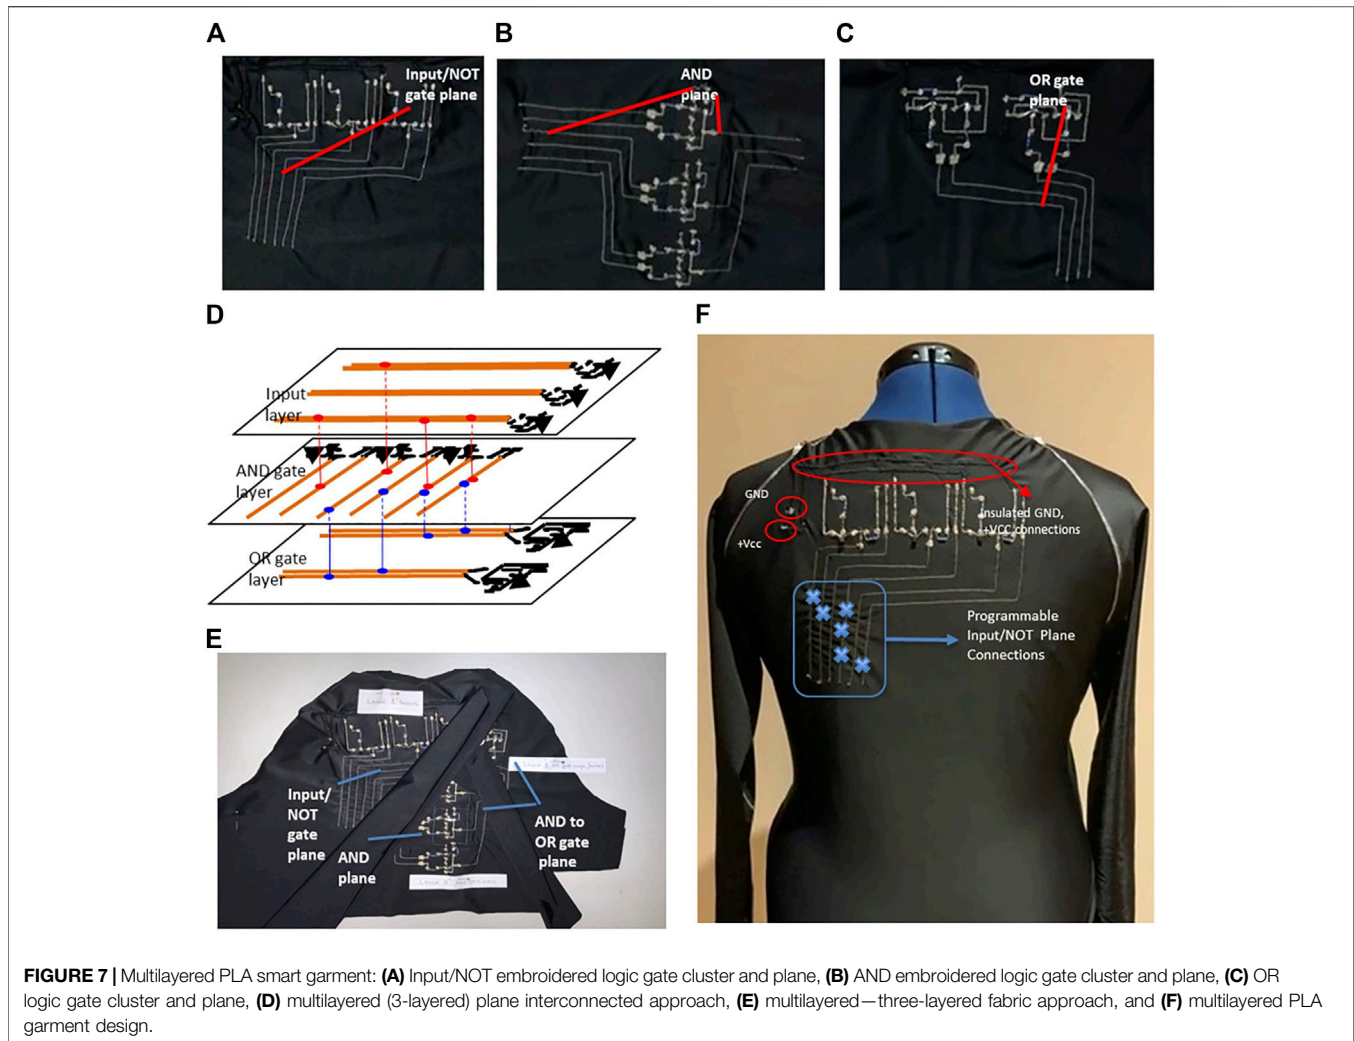 A
B
C
Input/NOT
gate plane
AND
plane
OR gate
plane
D
Input
layer
AND gate
layer
OR gate
layer
E
Input/
NOT
gate
plane
AND
plane
AND to
OR gate
plane
F
GND
+Vcc
Insulated GND,
+VCC connections
Programmable
Input/NOT Plane
Connections
FIGURE 7 | Multilayered PLA smart garment: (A) Input/NOT embroidered logic gate cluster and plane, (B) AND embroidered logic gate cluster and plane, (C) OR
logic gate cluster and plane, (D) multilayered (3-layered) plane interconnected approach, (E) multilayered—three-layered fabric approach, and (F) multilayered PLA
garment design.